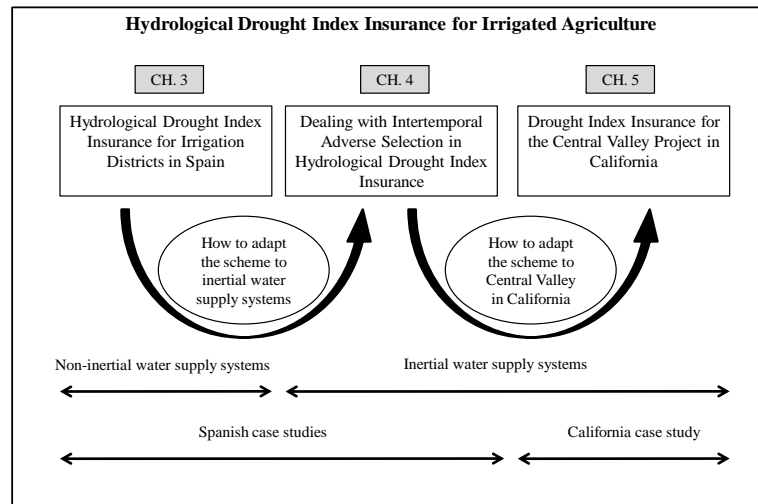 Hydrological Drought Index Insurance for Irrigated Agriculture
CH. 3
CH. 4
CH. 5
Hydrological Drought Index
Insurance for Irrigation
Districts in Spain
Dealing with Intertemporal
Adverse Selection in
Hydrological Drought Index
Insurance
Drought Index Insurance for
the Central Valley Project in
California
How to adapt
the scheme to
inertial water
supply systems
How to adapt
the scheme to
Central Valley
in California
Non-inertial water supply systems
Inertial water supply systems
Spanish case studies
California case study